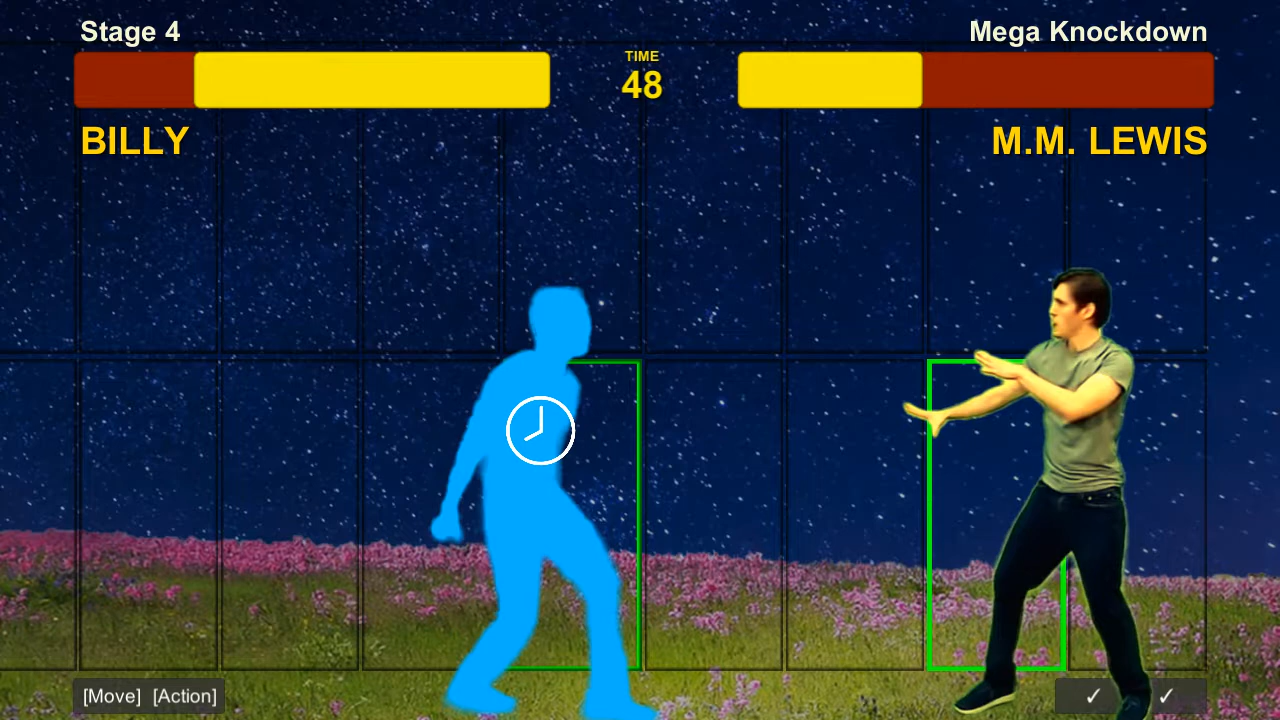 Stage 4
Mega Knockdown
TIME
48
BILLY
M.M. LEWIS
[Move] [Action]
✓ ✓